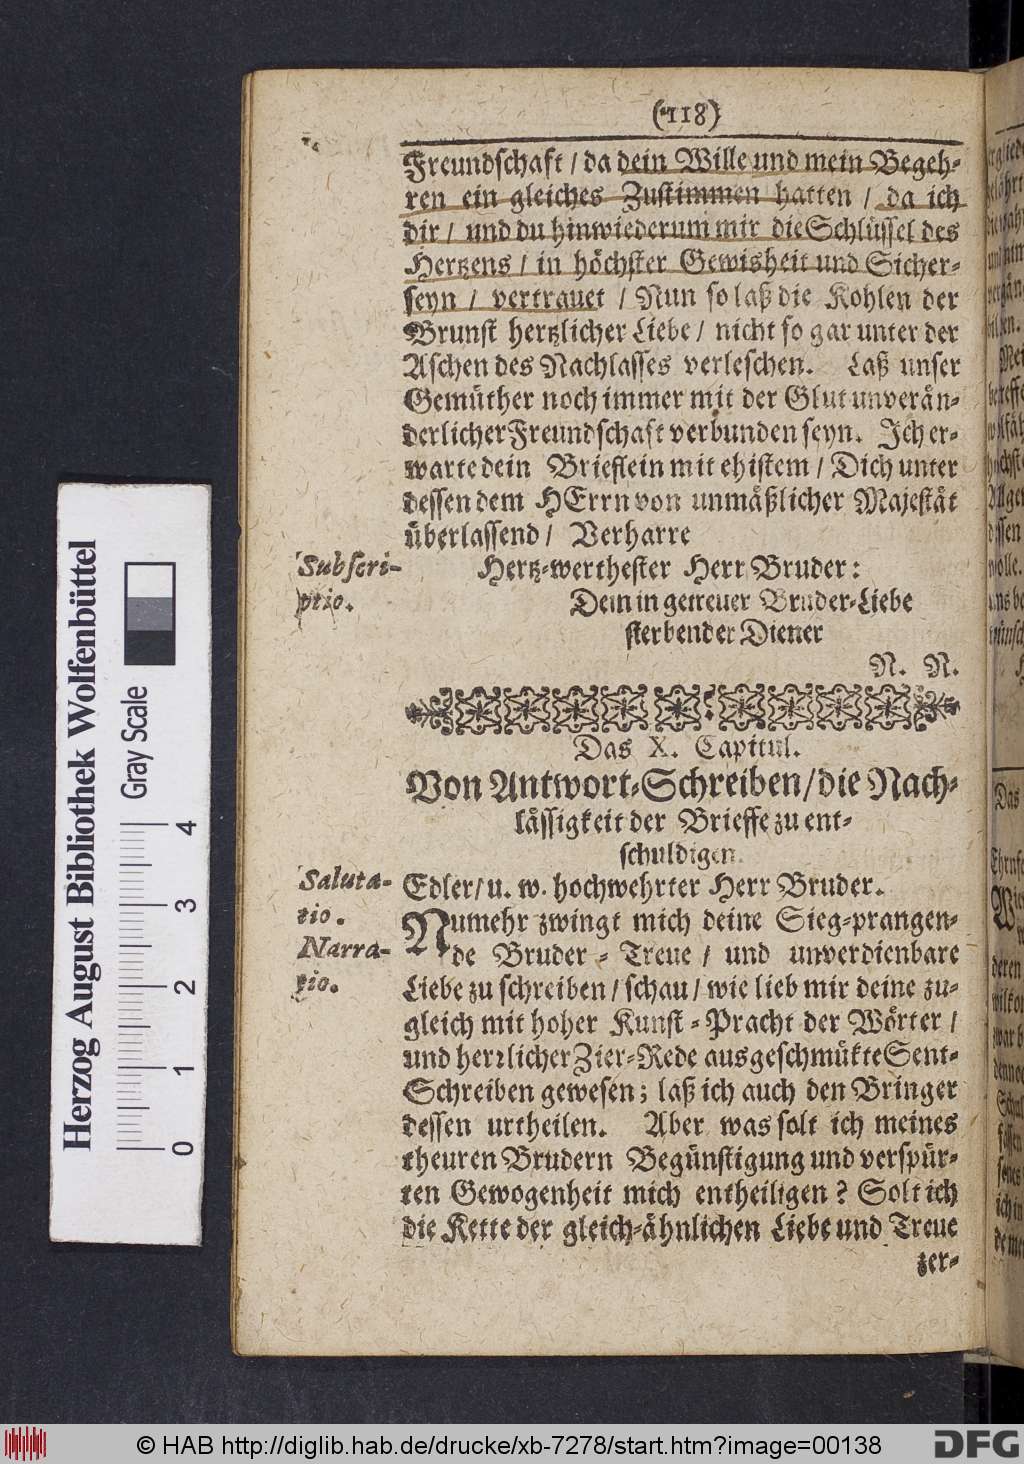 (118)
Freundschaft / da dein Wille und mein Begeh-
ren ein gleiches Zustimmen hatten / da ich
dir / und du hinwiederum mir die Schlüssel des
Hertzens / in höchster Gewisheit und Sicher-
seyn / vertrauet / Nun so laß die Kohlen der
Brunst hertzlicher Liebe / nicht so gar unter der
Aschen des Nachlasses verleschen. Laß unser
Gemüther noch immer mit der Glut unverän-
derlicher Freundschaft verbunden seyn. Ich er-
warte dein Brieflein mit ehistem / Dich unter
dessen dem HErrn von unmäßlicher Majestät
überlassend / Verharre
Subscri-
ptio.
Hertz-werthester Herr Bruder:
Dein in getreuer Bruder-Liebe
sterbender Diener
N. N.
Das X. Capitul.
Von Antwort-Schreiben / die Nach-
lässigkeit der Brieffe zu ent-
schuldigen.
Saluta-
tio.
Edler / u. w. hochwehrter Herr Bruder.
Narra-
tio.
Numehr zwingt mich deine Sieg-prangen-
de Bruder-Treue / und unverdienbare
Liebe zu schreiben / schau / wie lieb mir deine zu-
gleich mit hoher Kunst-Pracht der Wörter /
und herrlicher Zier-Rede ausgeschmükte Sent-
Schreiben gewesen; laß ich auch den Bringer
dessen urtheilen. Aber was solt ich meines
theuren Brudern Begünstigung und verspür-
ten Gewogenheit mich entheiligen? Solt ich
die Kette der gleich-ähnlichen Liebe und Treue
zer-
Herzog August Bibliothek Wolfenbüttel
Gray Scale
0 1 2 3 4
© HAB http://diglib.hab.de/drucke/xb-7278/start.htm?image=00138
DFG